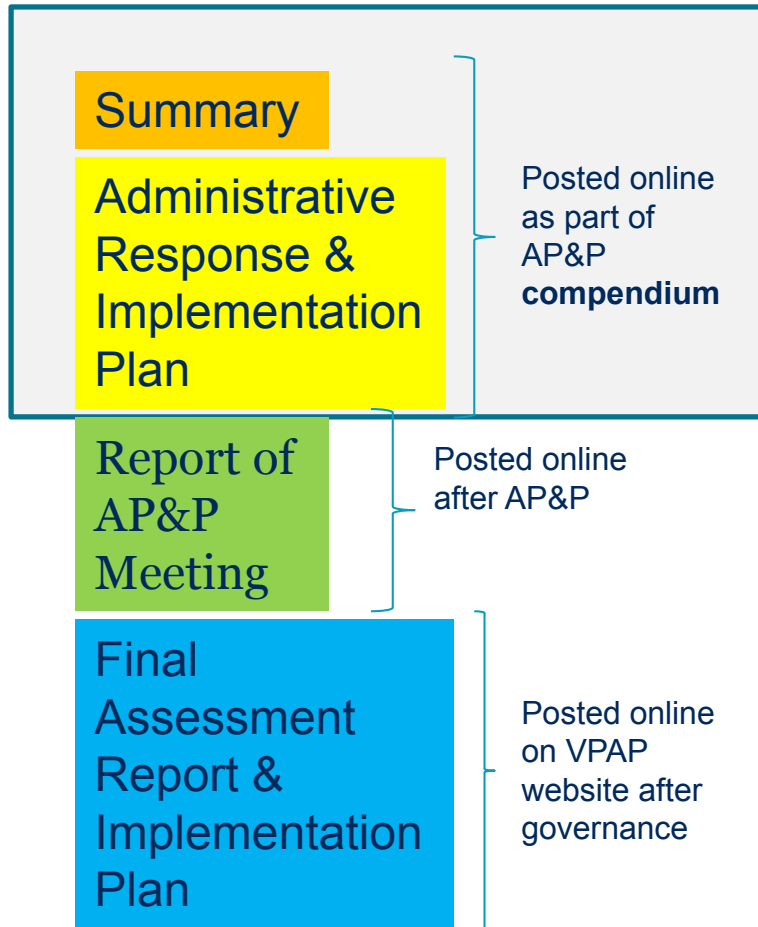 Summary
Administrative
Response &
Implementation
Plan
Posted online
as part of
AP&P
compendium
Report of
AP&P
Meeting
Posted online
after AP&P
Final
Assessment
Report &
Implementation
Plan
Posted online
on VPAP
website after
governance